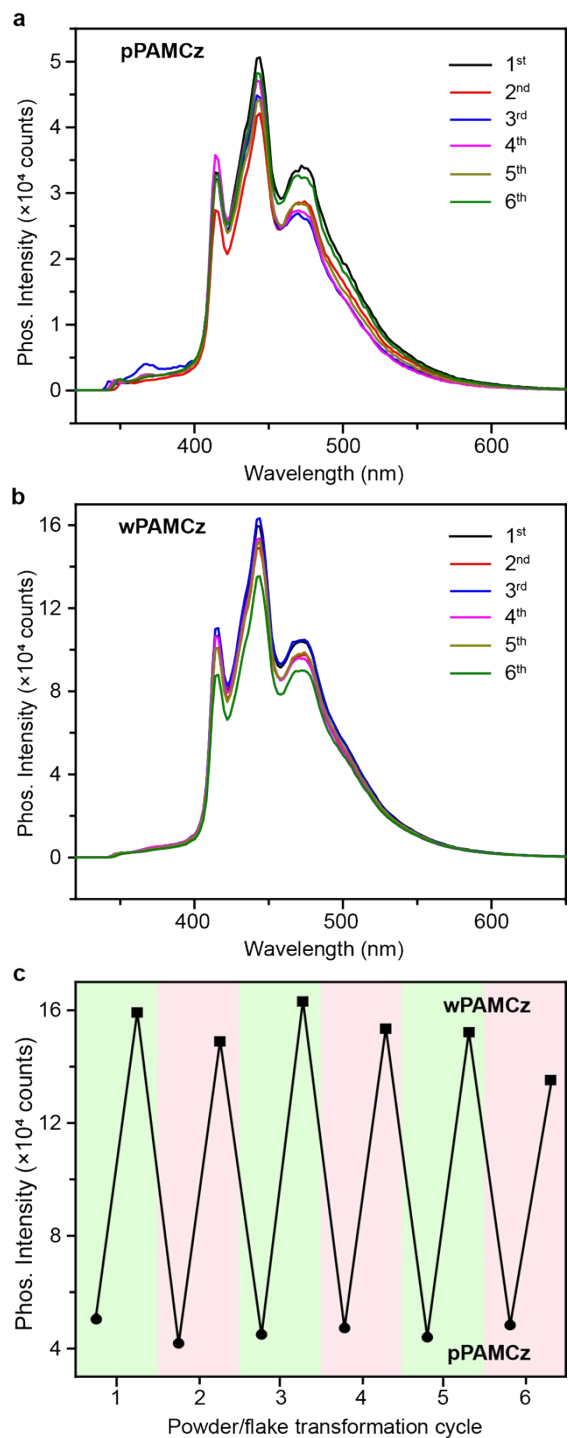 a
pPAMCz
1st
2nd
3rd
4th
5th
6th
5
4
3
2
1
0
Phos. Intensity (×10⁴ counts)
400
500
600
Wavelength (nm)
b
wPAMCz
1st
2nd
3rd
4th
5th
6th
16
12
8
4
0
Phos. Intensity (×10⁴ counts)
400
500
600
Wavelength (nm)
c
wPAMCz
16
12
8
4
Phos. Intensity (×10⁴ counts)
pPAMCz
1
2
3
4
5
6
Powder/flake transformation cycle